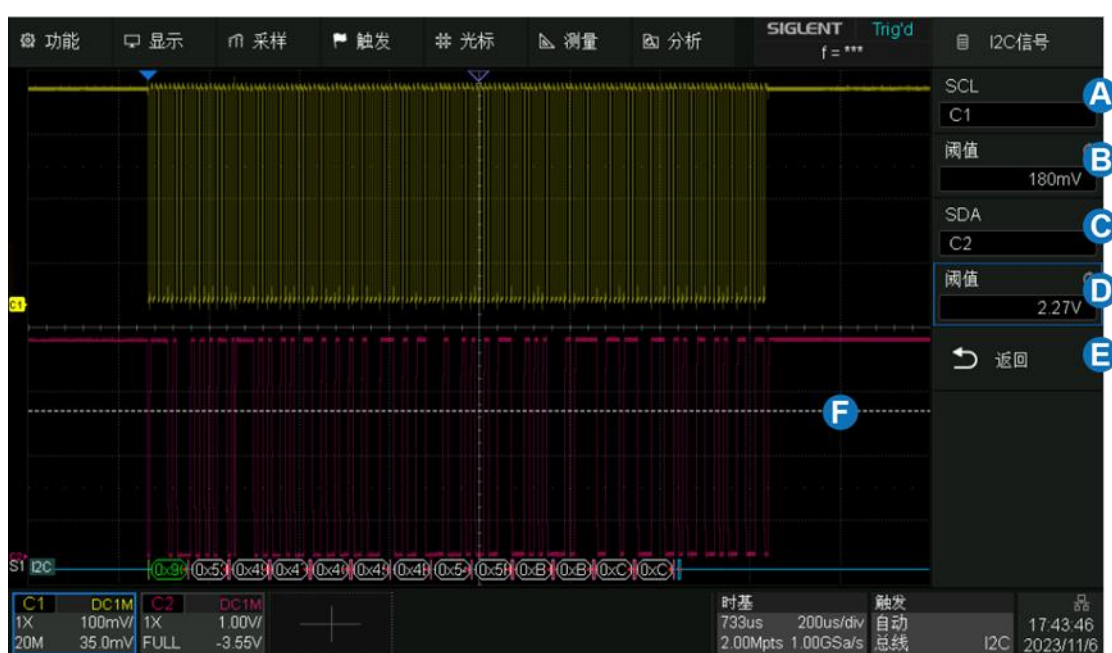 功能 显示 采样 触发 光标 测量 分析 SIGLENT Trig'd I2C信号
f = ***
SCL
A
C1
阈值
B
180mV
SDA
C
C2
阈值
D
2.27V
返回
E
F
C1
S1 I2C
C1 DC1M C2 DC1M 时基 触发
1X 100mV/ 1X 1.00V/ 733us 200us/div 自动 17:43:46
20M 35.0mV FULL -3.55V 2.00Mpts 1.00GSa/s 总线 I2C 2023/11/6